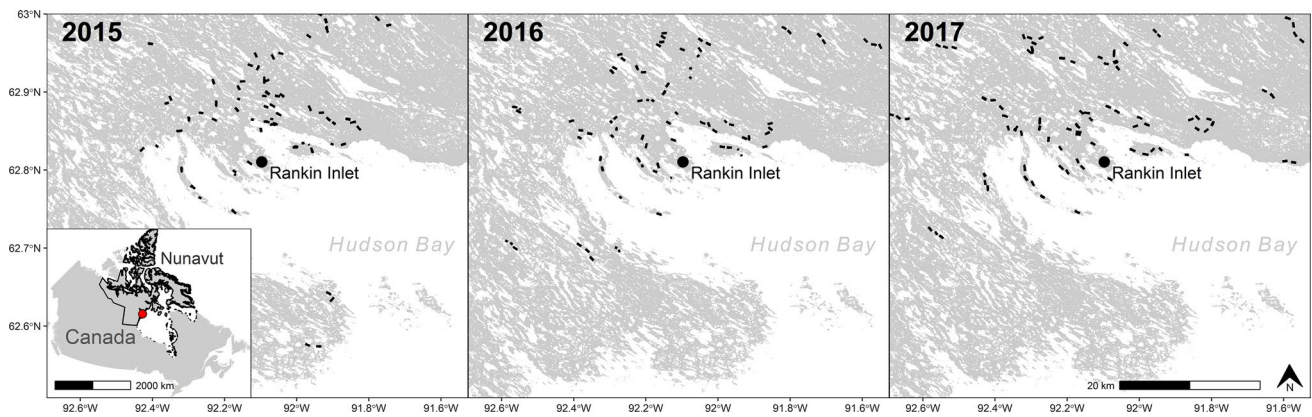 2015
2016
2017
63°N
62.9°N
62.8°N
62.7°N
62.6°N
Rankin Inlet
Rankin Inlet
Rankin Inlet
Hudson Bay
Hudson Bay
Hudson Bay
Nunavut
Canada
2000 km
20 km
N
92.6°W 92.4°W 92.2°W 92°W 91.8°W 91.6°W 92.6°W 92.4°W 92.2°W 92°W 91.8°W 91.6°W 92.6°W 92.4°W 92.2°W 92°W 91.8°W 91.6°W